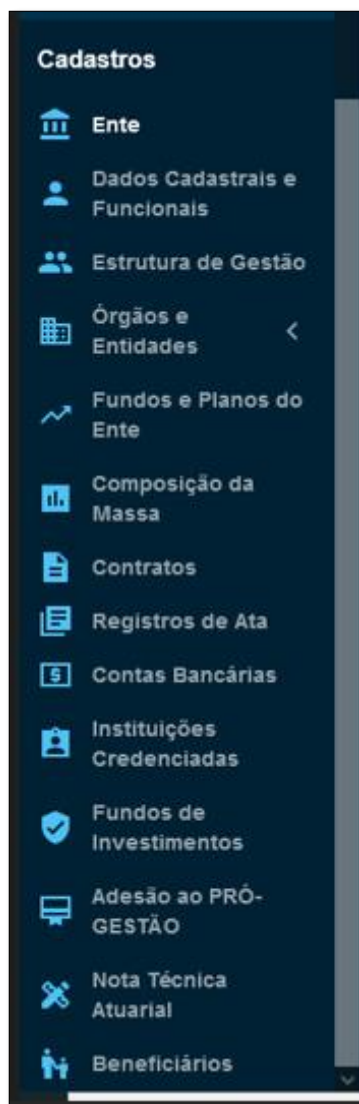 Cadastros
Ente
Dados Cadastrais e
Funcionais
Estrutura de Gestão
Órgãos e
Entidades
Fundos e Planos do
Ente
Composição da
Massa
Contratos
Registros de Ata
Contas Bancárias
Instituições
Credenciadas
Fundos de
Investimentos
Adesão ao PRÓ-
GESTÃO
Nota Técnica
Atuarial
Beneficiários